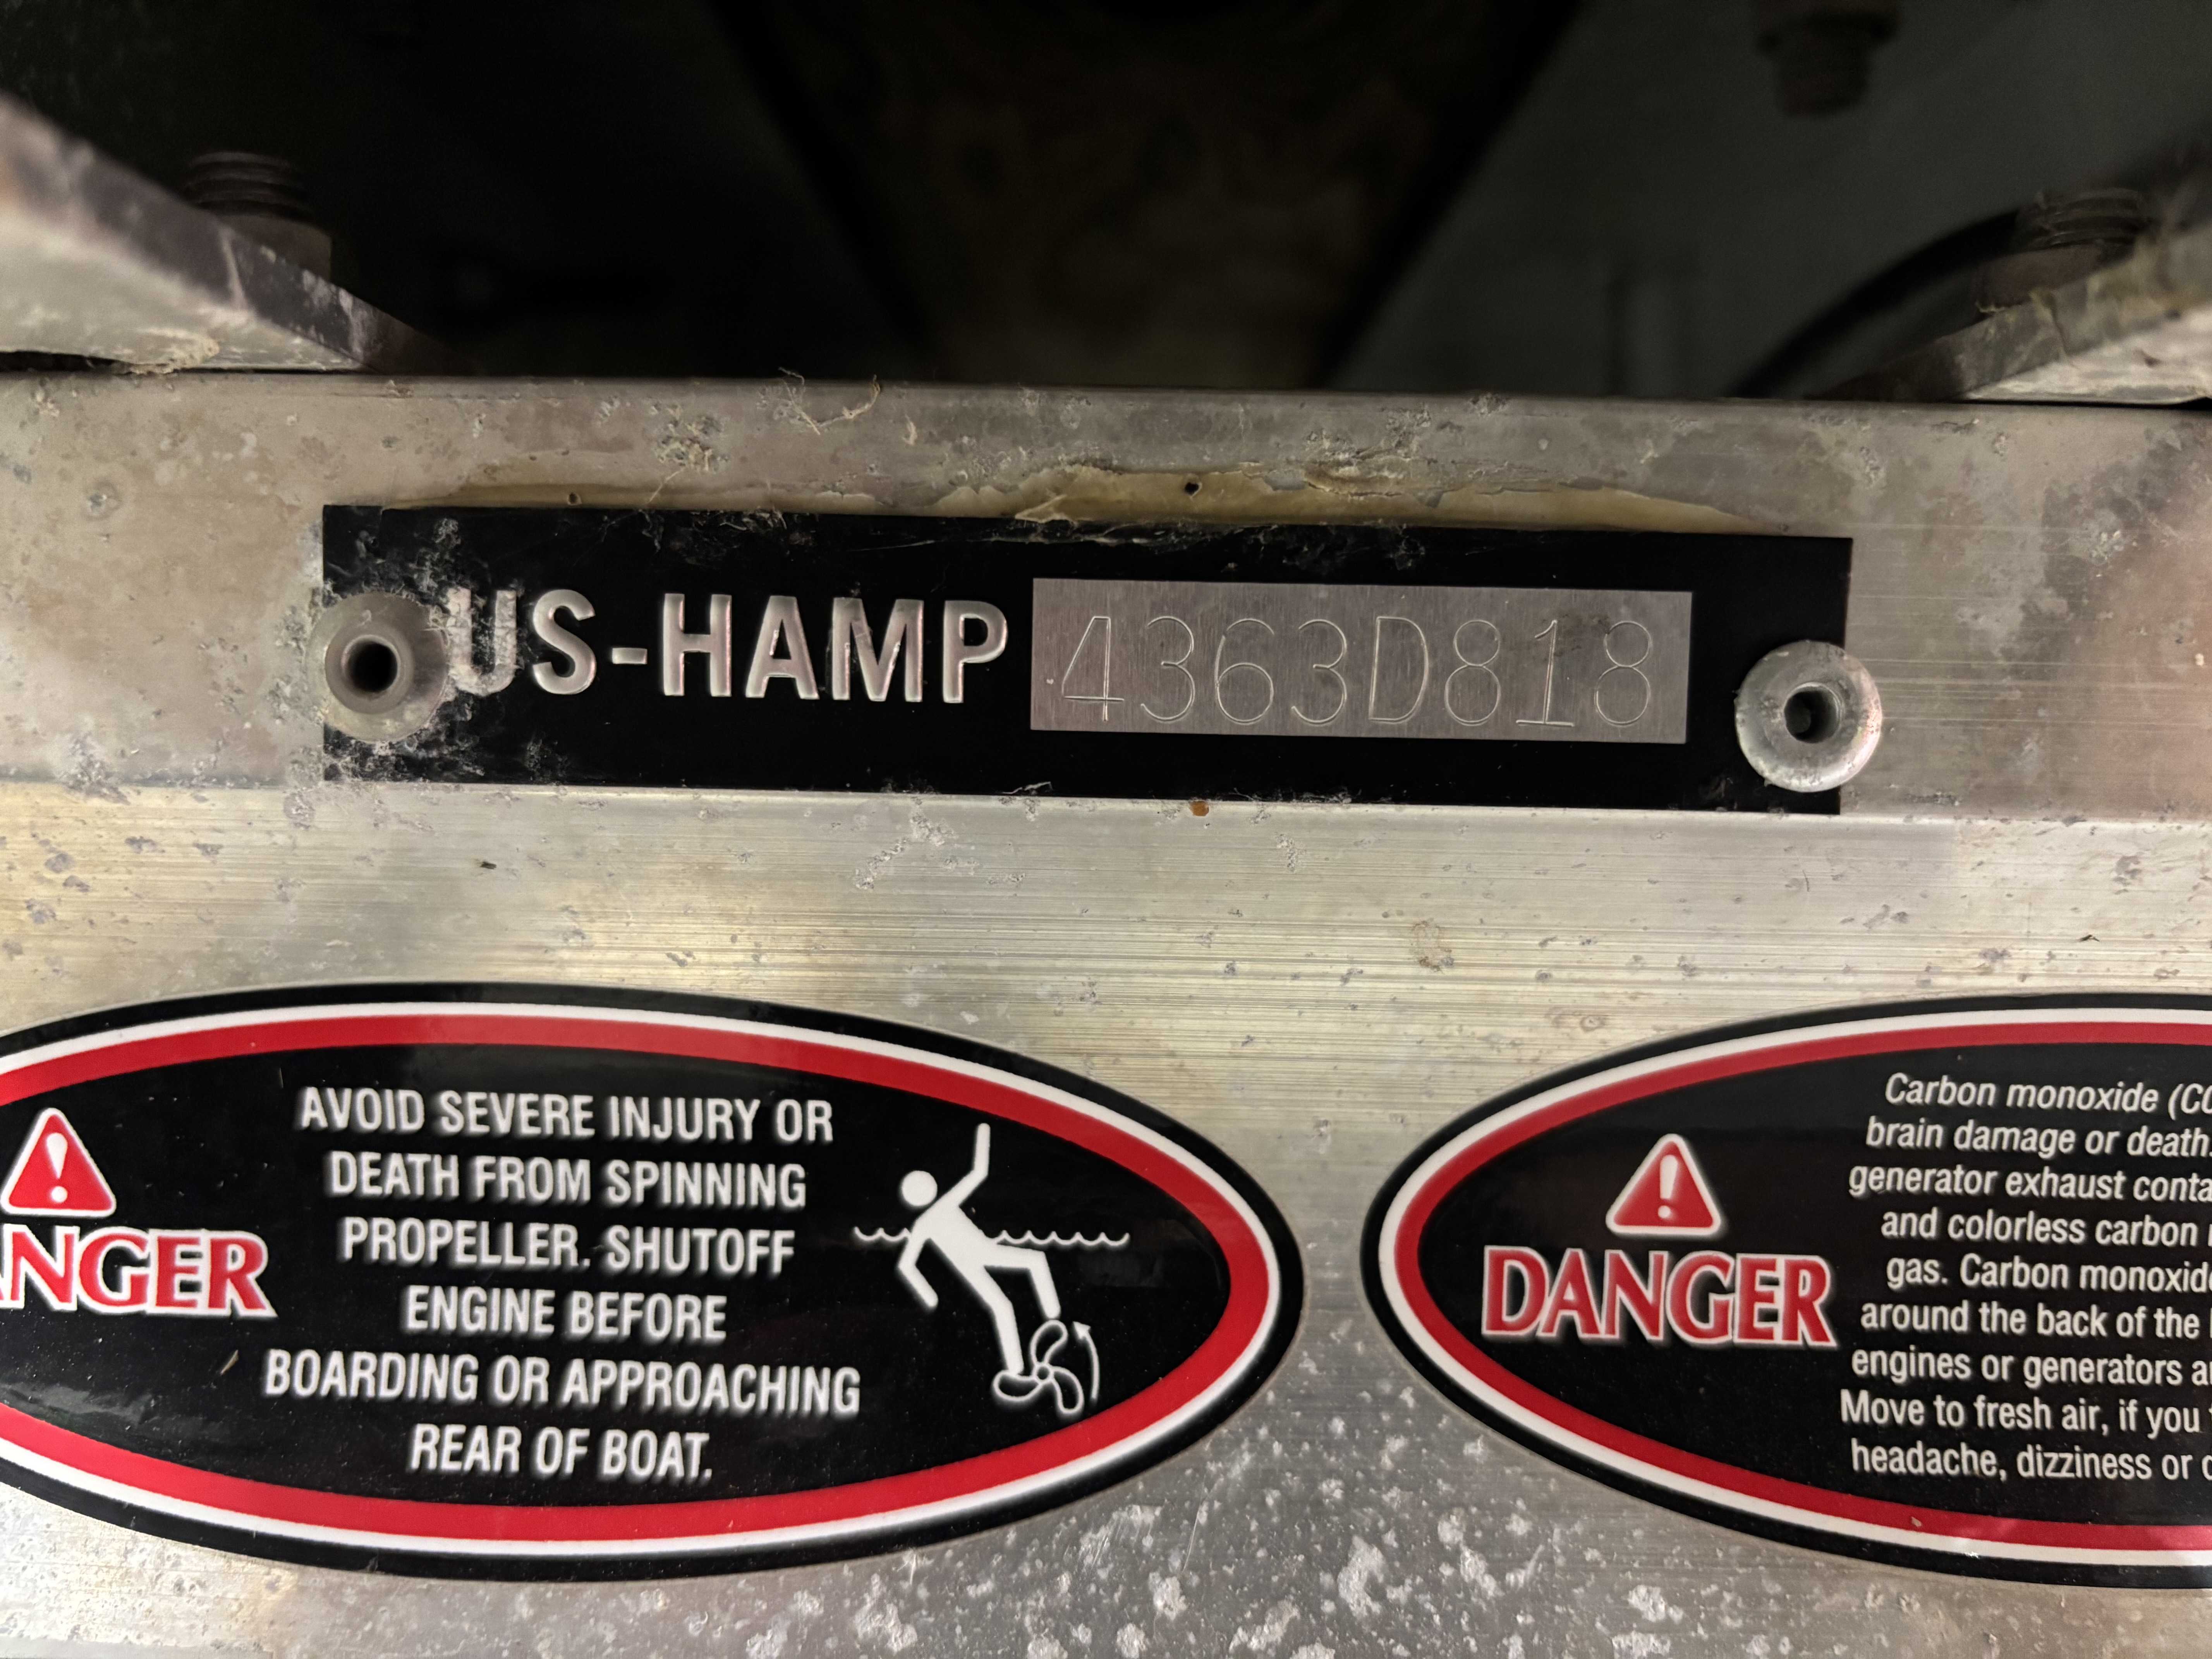 US-HAMP 4363D818
AVOID SEVERE INJURY OR
DEATH FROM SPINNING
PROPELLER. SHUTOFF
ENGINE BEFORE
BOARDING OR APPROACHING
REAR OF BOAT.
DANGER
Carbon monoxide (CO
brain damage or death.
generator exhaust conta
and colorless carbon
gas. Carbon monoxide
around the back of the
engines or generators a
Move to fresh air, if you
headache, dizziness or